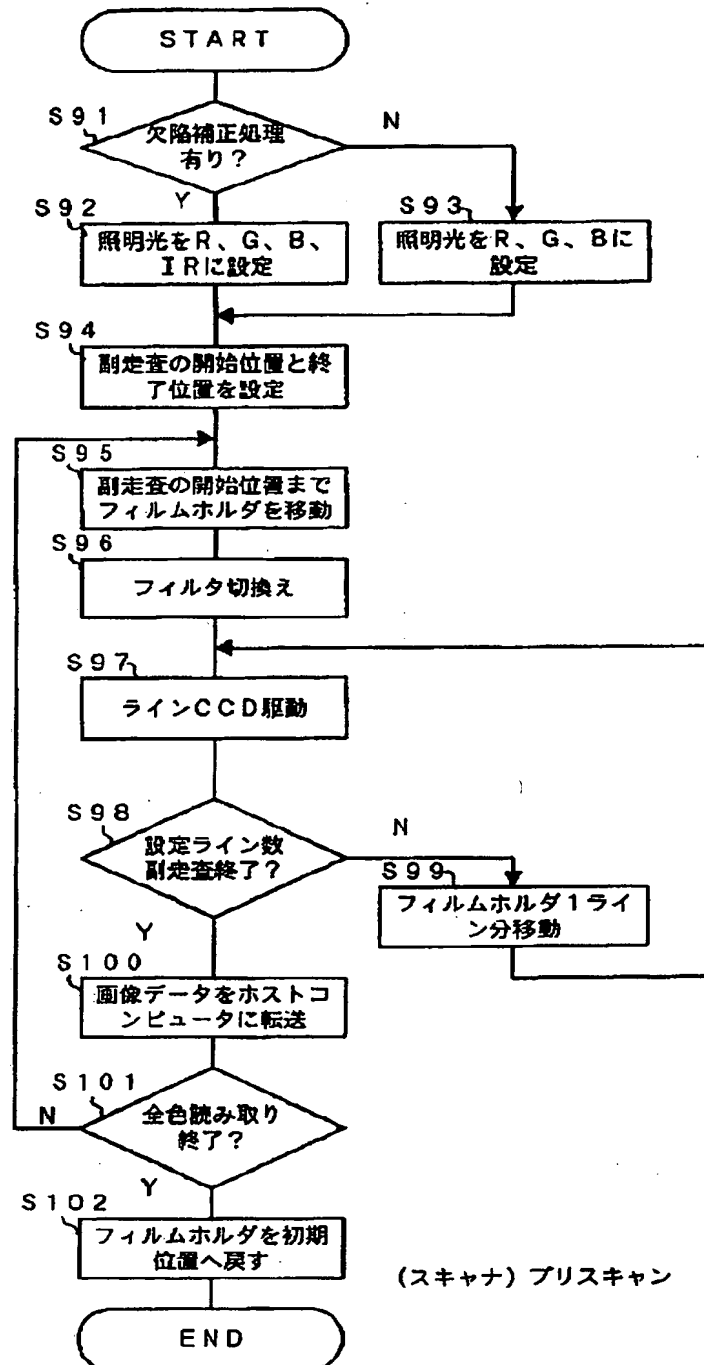 START
S91
欠陥補正処理
有り?
N
Y
S92
照明光をR、G、B、
IRに設定
S93
照明光をR、G、Bに
設定
S94
副走査の開始位置と終
了位置を設定
S95
副走査の開始位置まで
フィルムホルダを移動
S96
フィルタ切換え
S97
ラインCCD駆動
S98
設定ライン数
副走査終了?
N
Y
S99
フィルムホルダ1ライ
ン分移動
S100
画像データをホストコ
ンピュータに転送
S101
全色読み取り
終了?
N
Y
S102
フィルムホルダを初期
位置へ戻す
(スキャナ)プリスキャン
END